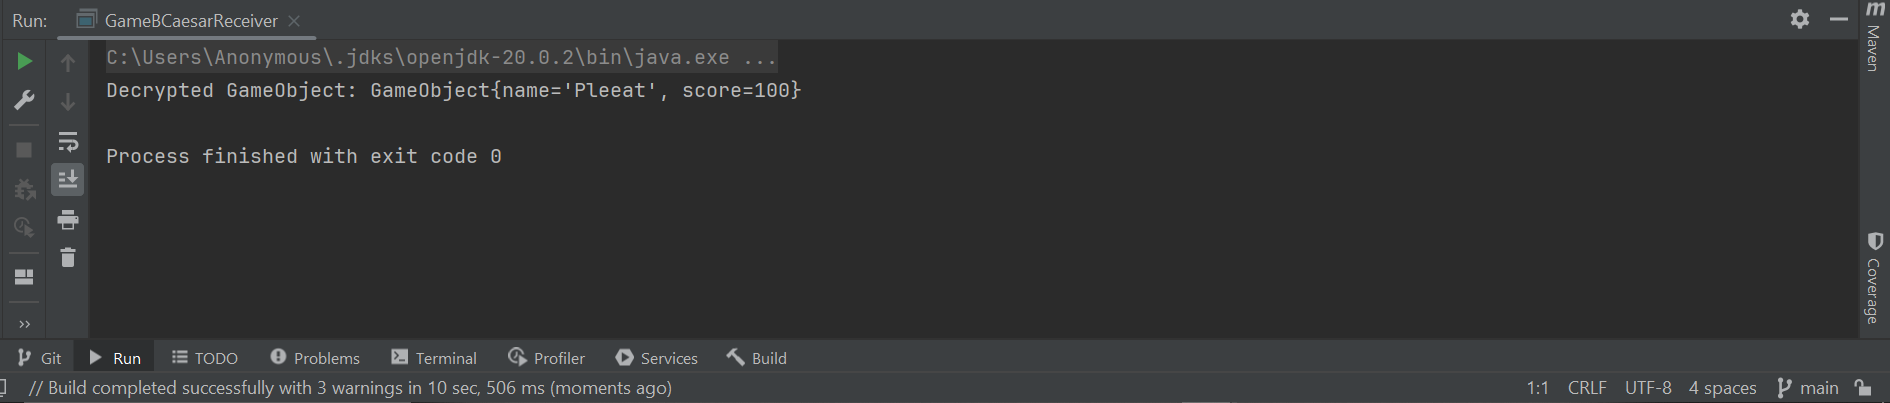 Run: GameBCaesarReceiver
C:\Users\Anonymous\.jdks\openjdk-20.0.2\bin\java.exe ...
Decrypted GameObject: GameObject{name='Pleeat', score=100}
Process finished with exit code 0
m Maven
Coverage
Git Run TODO Problems Terminal Profiler Services Build
// Build completed successfully with 3 warnings in 10 sec, 506 ms (moments ago) 1:1 CRLF UTF-8 4 spaces main